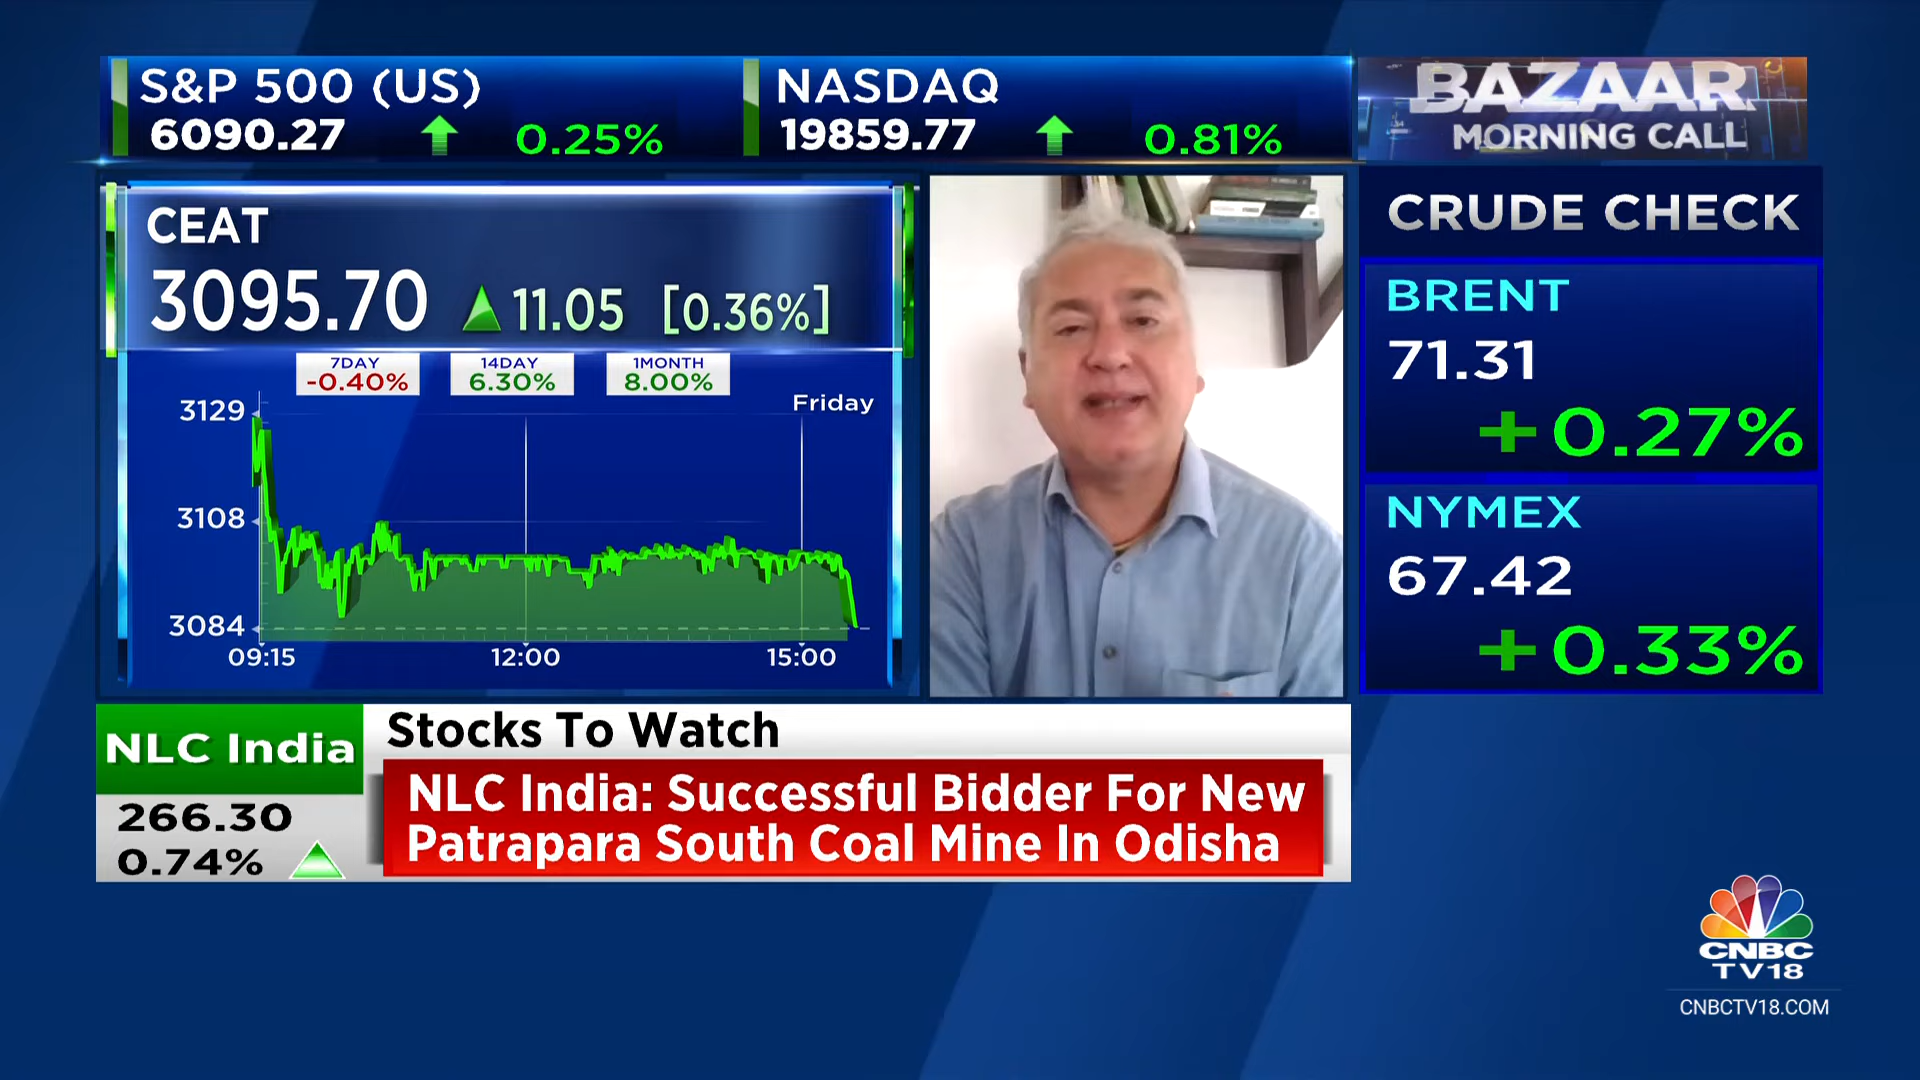 S&P 500 (US)
6090.27 0.25%
NASDAQ
19859.77 0.81%
BAZAAR
MORNING CALL
CEAT
3095.70 ▲ 11.05 [0.36%]
7DAY
-0.40%
14DAY
6.30%
1MONTH
8.00%
Friday
3129
3108
3084
09:15 12:00 15:00
CRUDE CHECK
BRENT
71.31
+0.27%
NYMEX
67.42
+0.33%
NLC India
266.30
0.74%
Stocks To Watch
NLC India: Successful Bidder For New
Patrapara South Coal Mine In Odisha
CNBC
TV18
CNBCTV18.COM